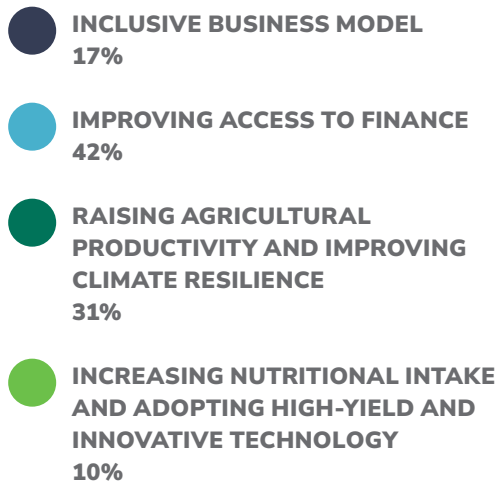 INCLUSIVE BUSINESS MODEL
17%
IMPROVING ACCESS TO FINANCE
42%
RAISING AGRICULTURAL
PRODUCTIVITY AND IMPROVING
CLIMATE RESILIENCE
31%
INCREASING NUTRITIONAL INTAKE
AND ADOPTING HIGH-YIELD AND
INNOVATIVE TECHNOLOGY
10%